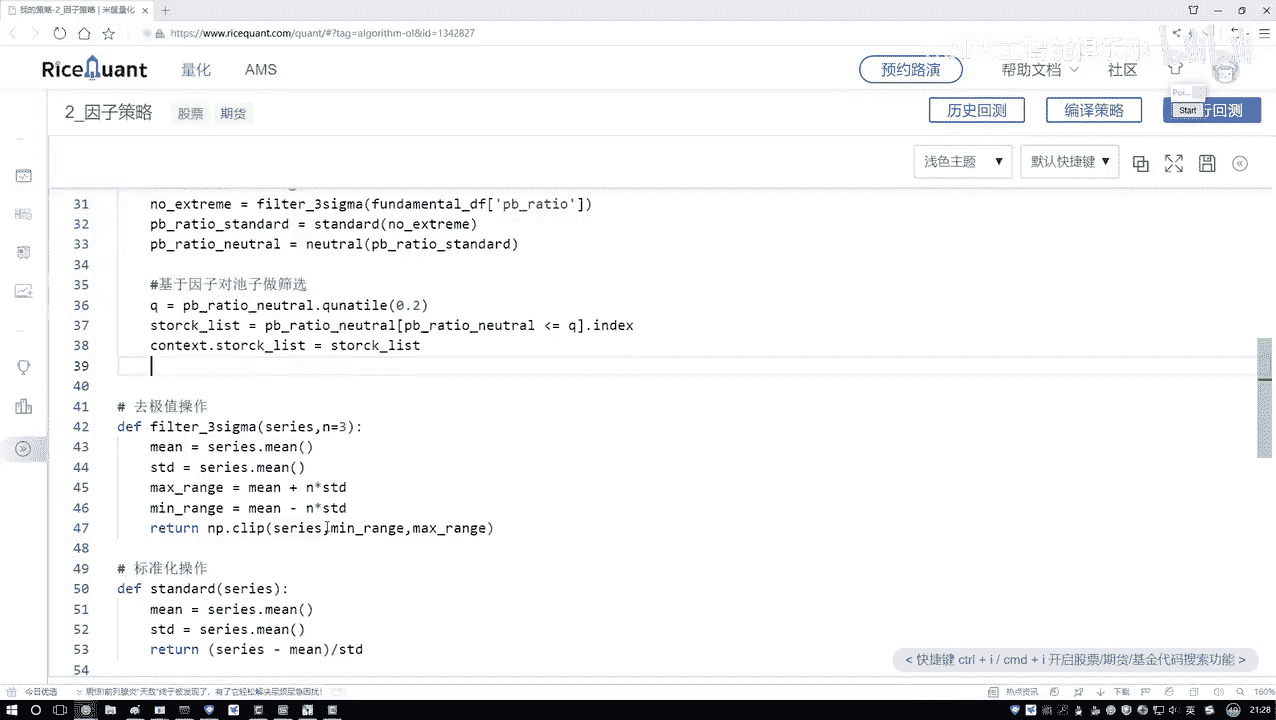 我的策略-2_因子策略 | 米筐量化
https://www.ricequant.com/quant/#?tag=algorithm-ol&id=1342827
RiceQuant 量化 AMS 预约路演 帮助文档 社区
Poi...
Start
2_因子策略 股票 期货 历史回测 编译策略 行回测
浅色主题 默认快捷键
31 no_extreme = filter_3sigma(fundamental_df['pb_ratio'])
32 pb_ratio_standard = standard(no_extreme)
33 pb_ratio_neutral = neutral(pb_ratio_standard)
34
35 #基于因子对池子做筛选
36 q = pb_ratio_neutral.qunatile(0.2)
37 storck_list = pb_ratio_neutral[pb_ratio_neutral <= q].index
38 context.storck_list = storck_list
39
40
41 # 去极值操作
42 def filter_3sigma(series,n=3):
43 mean = series.mean()
44 std = series.mean()
45 max_range = mean + n*std
46 min_range = mean - n*std
47 return np.clip(series,min_range,max_range)
48
49 # 标准化操作
50 def standard(series):
51 mean = series.mean()
52 std = series.mean()
53 return (series - mean)/std
54
< 快捷键 ctrl + i / cmd + i 开启股票/期货/基金代码搜索功能 >
今日优选 热点资讯 下载 160%
英 21:28